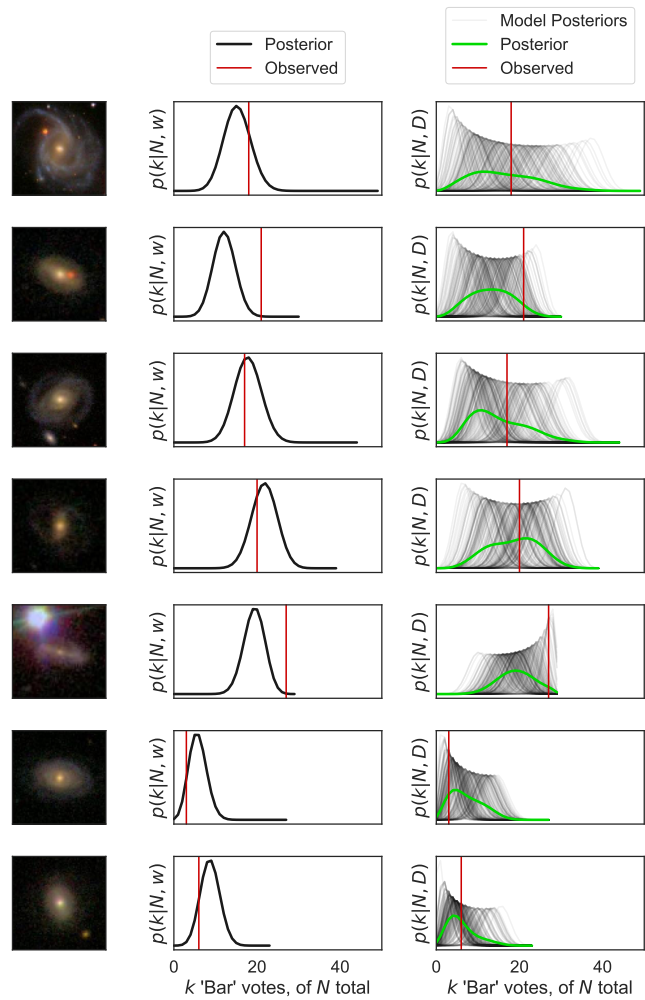 Posterior
Observed
Model Posteriors
Posterior
Observed
p(k|N, w)
p(k|N, D)
p(k|N, w)
p(k|N, D)
p(k|N, w)
p(k|N, D)
p(k|N, w)
p(k|N, D)
p(k|N, w)
p(k|N, D)
p(k|N, w)
p(k|N, D)
p(k|N, w)
p(k|N, D)
0 20 40
0 20 40
k 'Bar' votes, of N total
k 'Bar' votes, of N total